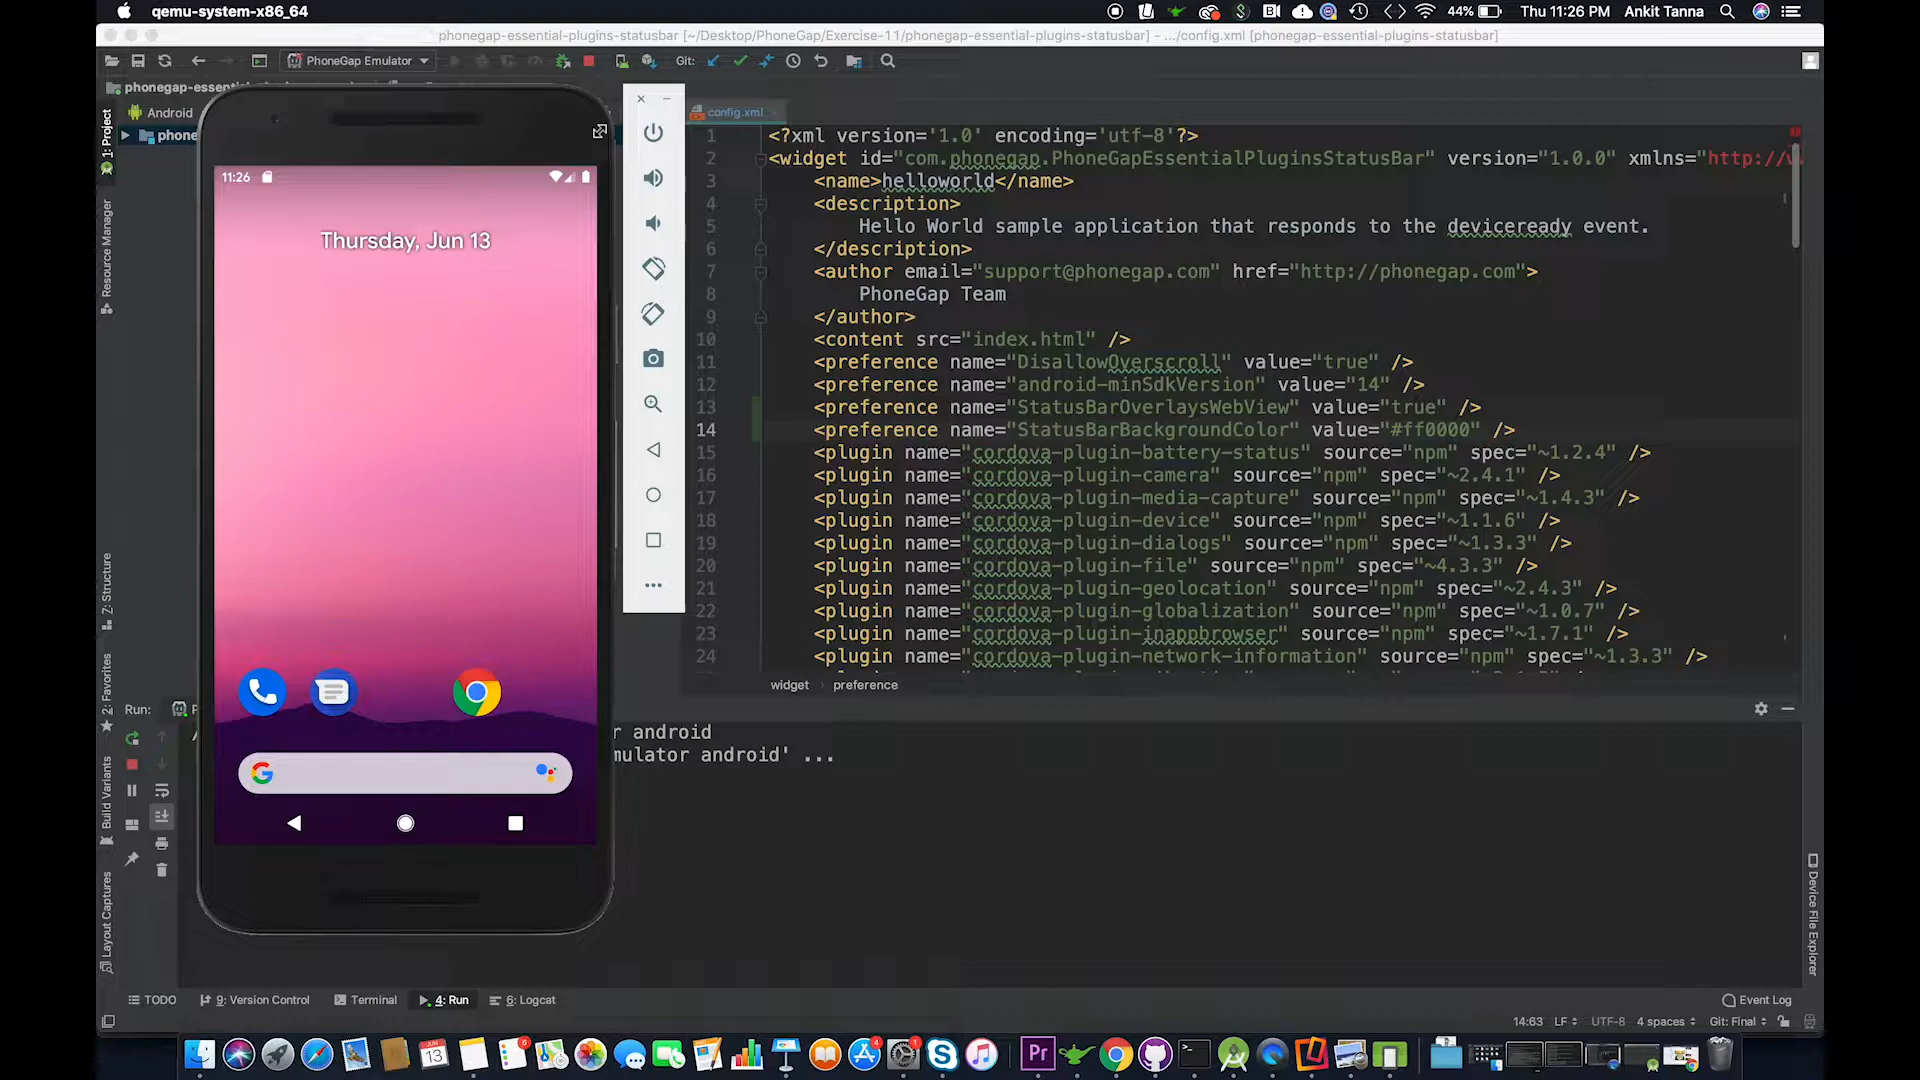 qemu-system-x86_64
44%
Thu 11:26 PM
Ankit Tanna
phonegap-essential-plugins-statusbar [~/Desktop/PhoneGap/Exercise-11/phonegap-essential-plugins-statusbar] - .../config.xml [phonegap-essential-plugins-statusbar]
PhoneGap Emulator
Git:
phonegap-essen
Android
phone
config.xml
1: Project
Resource Manager
7: Structure
2: Favorites
Build Variants
Layout Captures
11:26
Thursday, Jun 13
1 <?xml version='1.0' encoding='utf-8'?>
2 <widget id="com.phonegap.PhoneGapEssentialPluginsStatusBar" version="1.0.0" xmlns="http://w
3 <name>helloworld</name>
4 <description>
5 Hello World sample application that responds to the deviceready event.
6 </description>
7 <author email="support@phonegap.com" href="http://phonegap.com">
8 PhoneGap Team
9 </author>
10 <content src="index.html" />
11 <preference name="DisallowOverscroll" value="true" />
12 <preference name="android-minSdkVersion" value="14" />
13 <preference name="StatusBarOverlaysWebView" value="true" />
14 <preference name="StatusBarBackgroundColor" value="#ff0000" />
15 <plugin name="cordova-plugin-battery-status" source="npm" spec="~1.2.4" />
16 <plugin name="cordova-plugin-camera" source="npm" spec="~2.4.1" />
17 <plugin name="cordova-plugin-media-capture" source="npm" spec="~1.4.3" />
18 <plugin name="cordova-plugin-device" source="npm" spec="~1.1.6" />
19 <plugin name="cordova-plugin-dialogs" source="npm" spec="~1.3.3" />
20 <plugin name="cordova-plugin-file" source="npm" spec="~4.3.3" />
21 <plugin name="cordova-plugin-geolocation" source="npm" spec="~2.4.3" />
22 <plugin name="cordova-plugin-globalization" source="npm" spec="~1.0.7" />
23 <plugin name="cordova-plugin-inappbrowser" source="npm" spec="~1.7.1" />
24 <plugin name="cordova-plugin-network-information" source="npm" spec="~1.3.3" />
widget › preference
Run:
r android
mulator android' ...
Device File Explorer
TODO
9: Version Control
Terminal
4: Run
6: Logcat
Event Log
14:63
LF
UTF-8
4 spaces
Git: Final
JUN
13
6
4
1
Pr